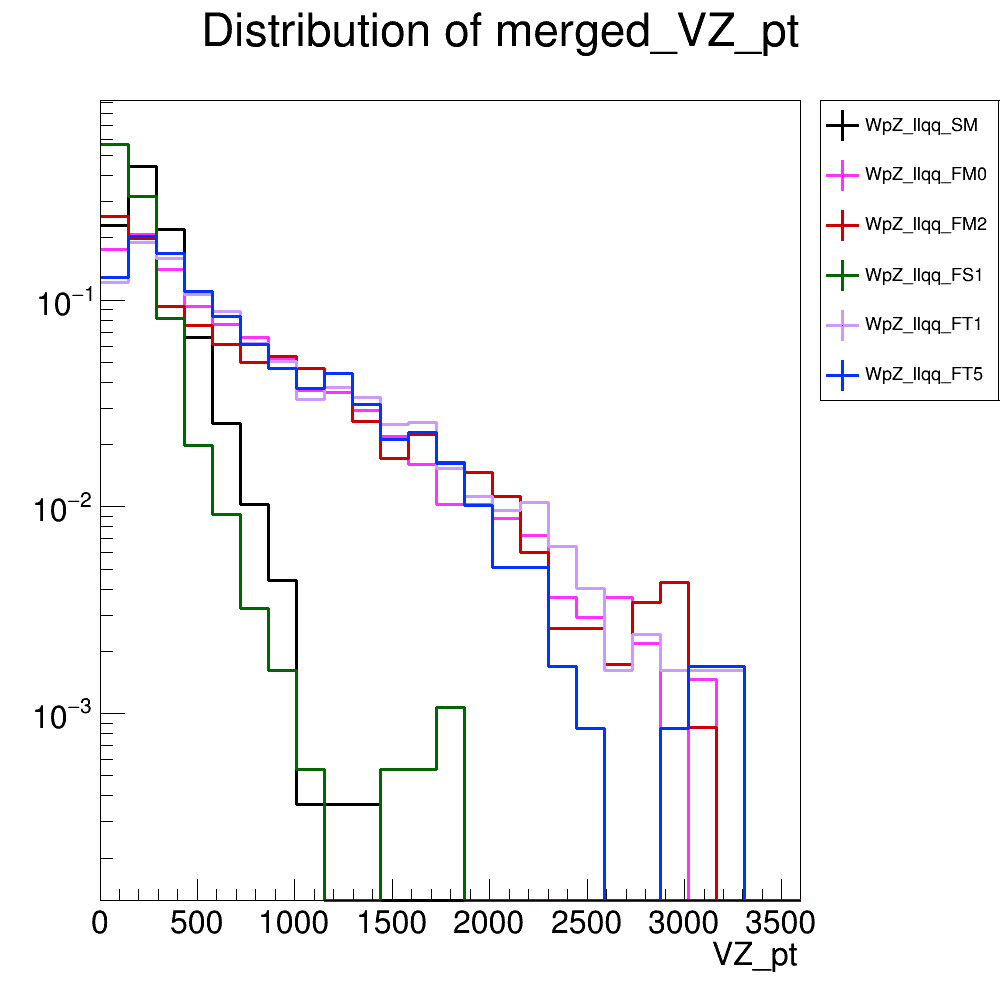 Distribution of merged_VZ_pt
WpZ_llqq_SM
WpZ_llqq_FM0
WpZ_llqq_FM2
WpZ_llqq_FS1
WpZ_llqq_FT1
WpZ_llqq_FT5
10⁻¹
10⁻²
10⁻³
0 500 1000 1500 2000 2500 3000 3500
VZ_pt